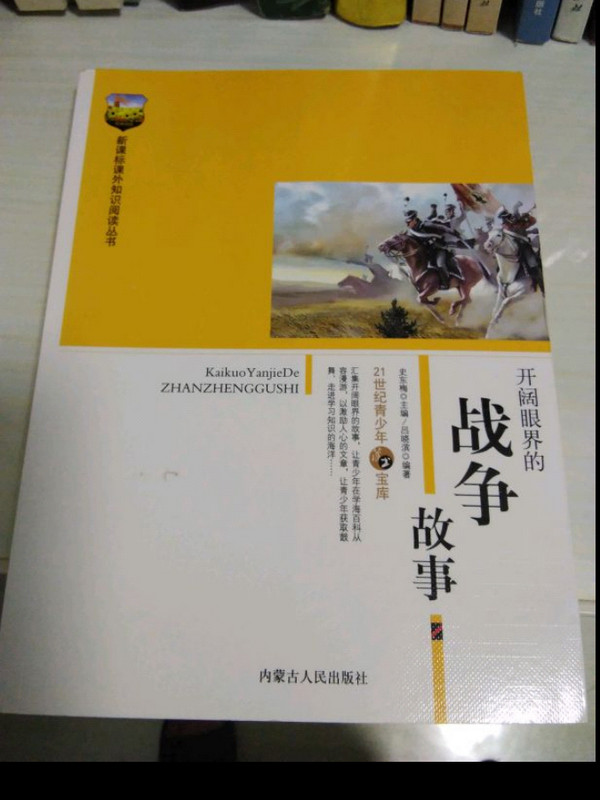 新课标课外知识阅读丛书
KaikuoYanjieDe
ZHANZHENGGUSHI
开阔眼界的
战争
故事
史东梅◎主编/吕晓滨◎编著
21世纪青少年
宝库
汇集开阔眼界的故事，让青少年在学海百科从
容漫游，以激励人心的文章，让青少年获取鼓
舞，走进学习知识的海洋……
内蒙古人民出版社